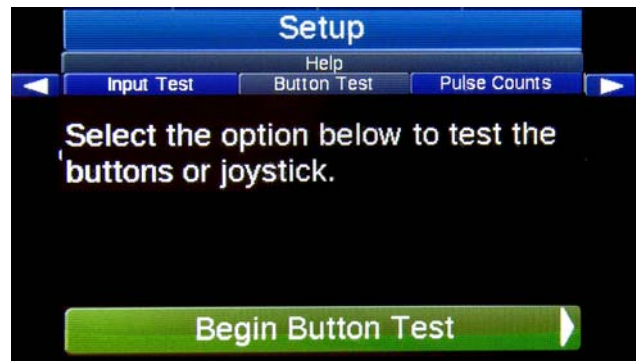 Setup
Help
Input Test Button Test Pulse Counts
Select the option below to test the
buttons or joystick.
Begin Button Test